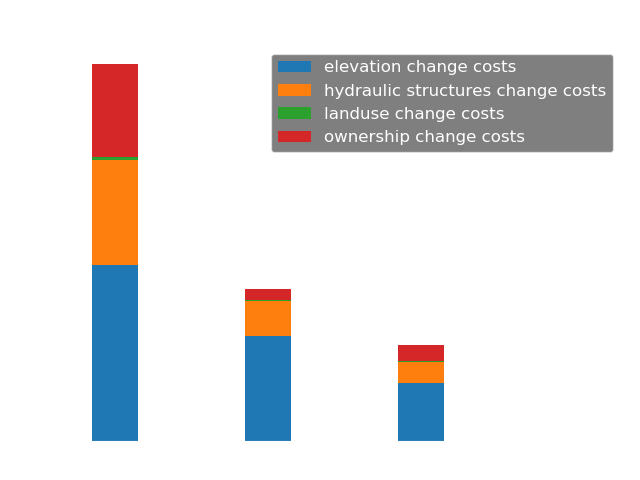 elevation change costs
hydraulic structures change costs
landuse change costs
ownership change costs